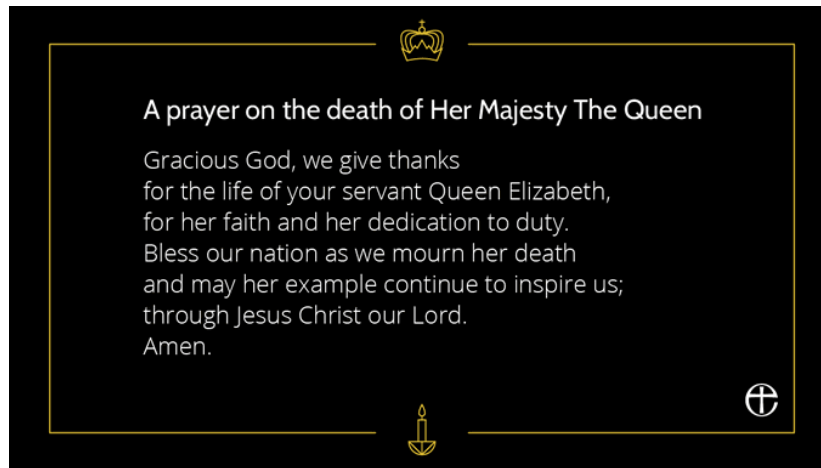 A prayer on the death of Her Majesty The Queen
Gracious God, we give thanks
for the life of your servant Queen Elizabeth,
for her faith and her dedication to duty.
Bless our nation as we mourn her death
and may her example continue to inspire us;
through Jesus Christ our Lord.
Amen.